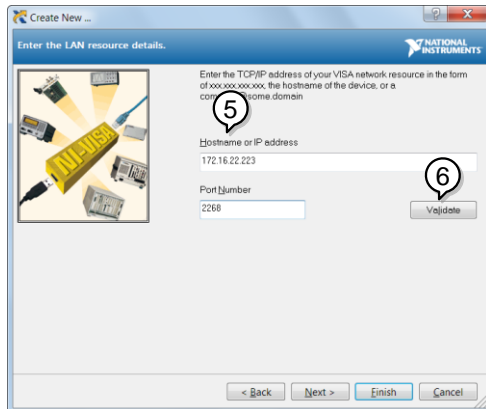 Create New ...
Enter the LAN resource details.
NATIONAL
INSTRUMENTS
NI-VISA
Enter the TCP/IP address of your VISA network resource in the form
of xxx.xxx.xxx.xxx, the hostname of the device, or a
some.domain
5
Hostname or IP address
172.16.22.223
6
Port Number
2268
Validate
< Back
Next >
Finish
Cancel